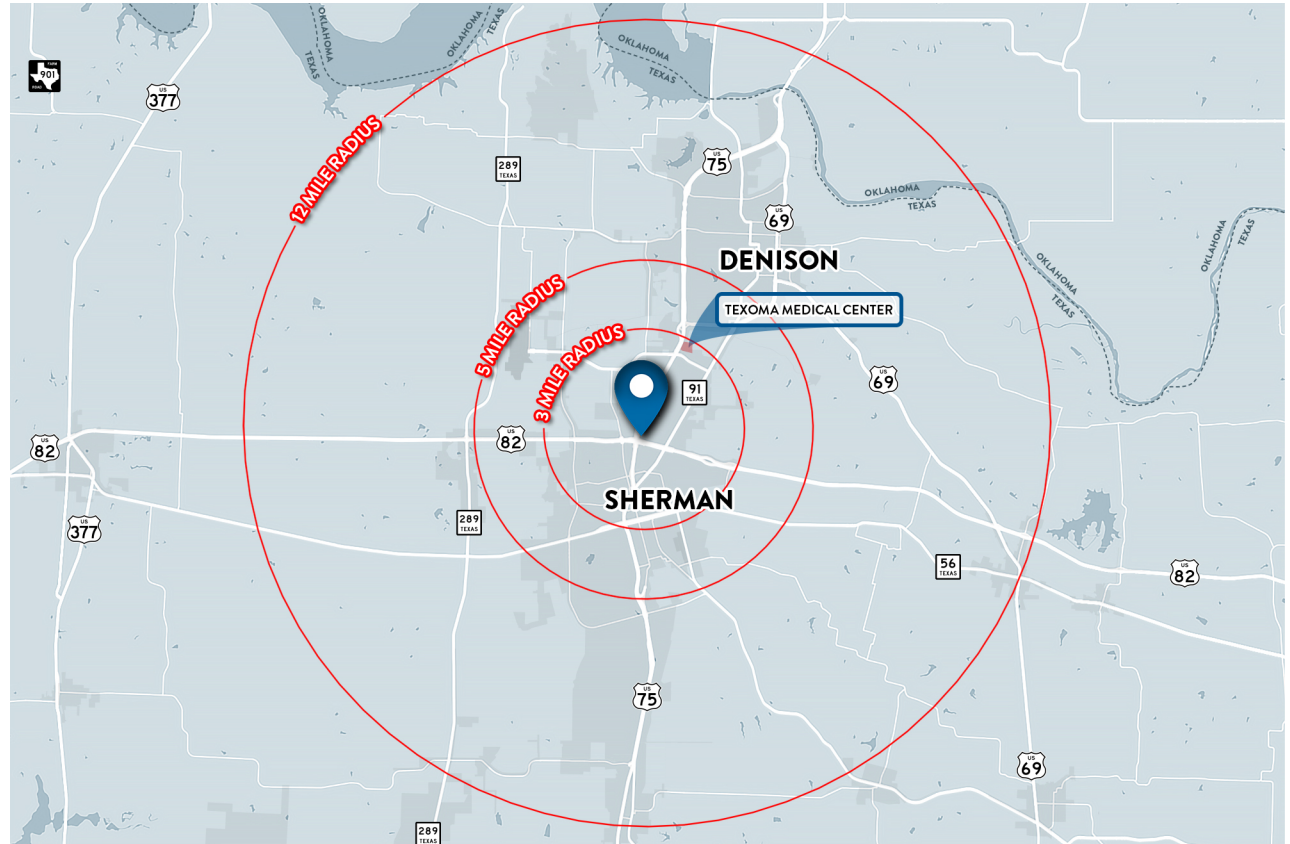 OKLAHOMA
TEXAS
OKLAHOMA
TEXAS
OKLAHOMA
TEXAS
FARM
901
ROAD
US
377
12 MILE RADIUS
289
TEXAS
US
75
OKLAHOMA
TEXAS
US
69
OKLAHOMA
TEXAS
DENISON
OKLAHOMA
TEXAS
5 MILE RADIUS
TEXOMA MEDICAL CENTER
3 MILE RADIUS
91
TEXAS
US
69
US
82
US
82
SHERMAN
US
377
289
TEXAS
56
TEXAS
US
82
US
75
US
69
289
TEXAS